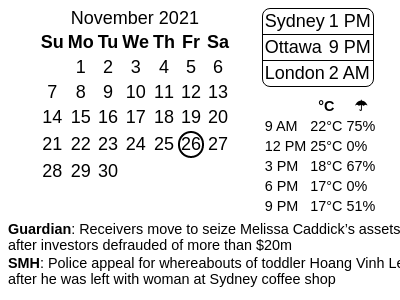 November 2021
Su Mo Tu We Th Fr Sa
1 2 3 4 5 6
7 8 9 10 11 12 13
14 15 16 17 18 19 20
21 22 23 24 25 26 27
28 29 30
Sydney 1 PM
Ottawa 9 PM
London 2 AM
°C ☂
9 AM 22°C 75%
12 PM 25°C 0%
3 PM 18°C 67%
6 PM 17°C 0%
9 PM 17°C 51%
Guardian: Receivers move to seize Melissa Caddick's assets
after investors defrauded of more than $20m
SMH: Police appeal for whereabouts of toddler Hoang Vinh Le
after he was left with woman at Sydney coffee shop